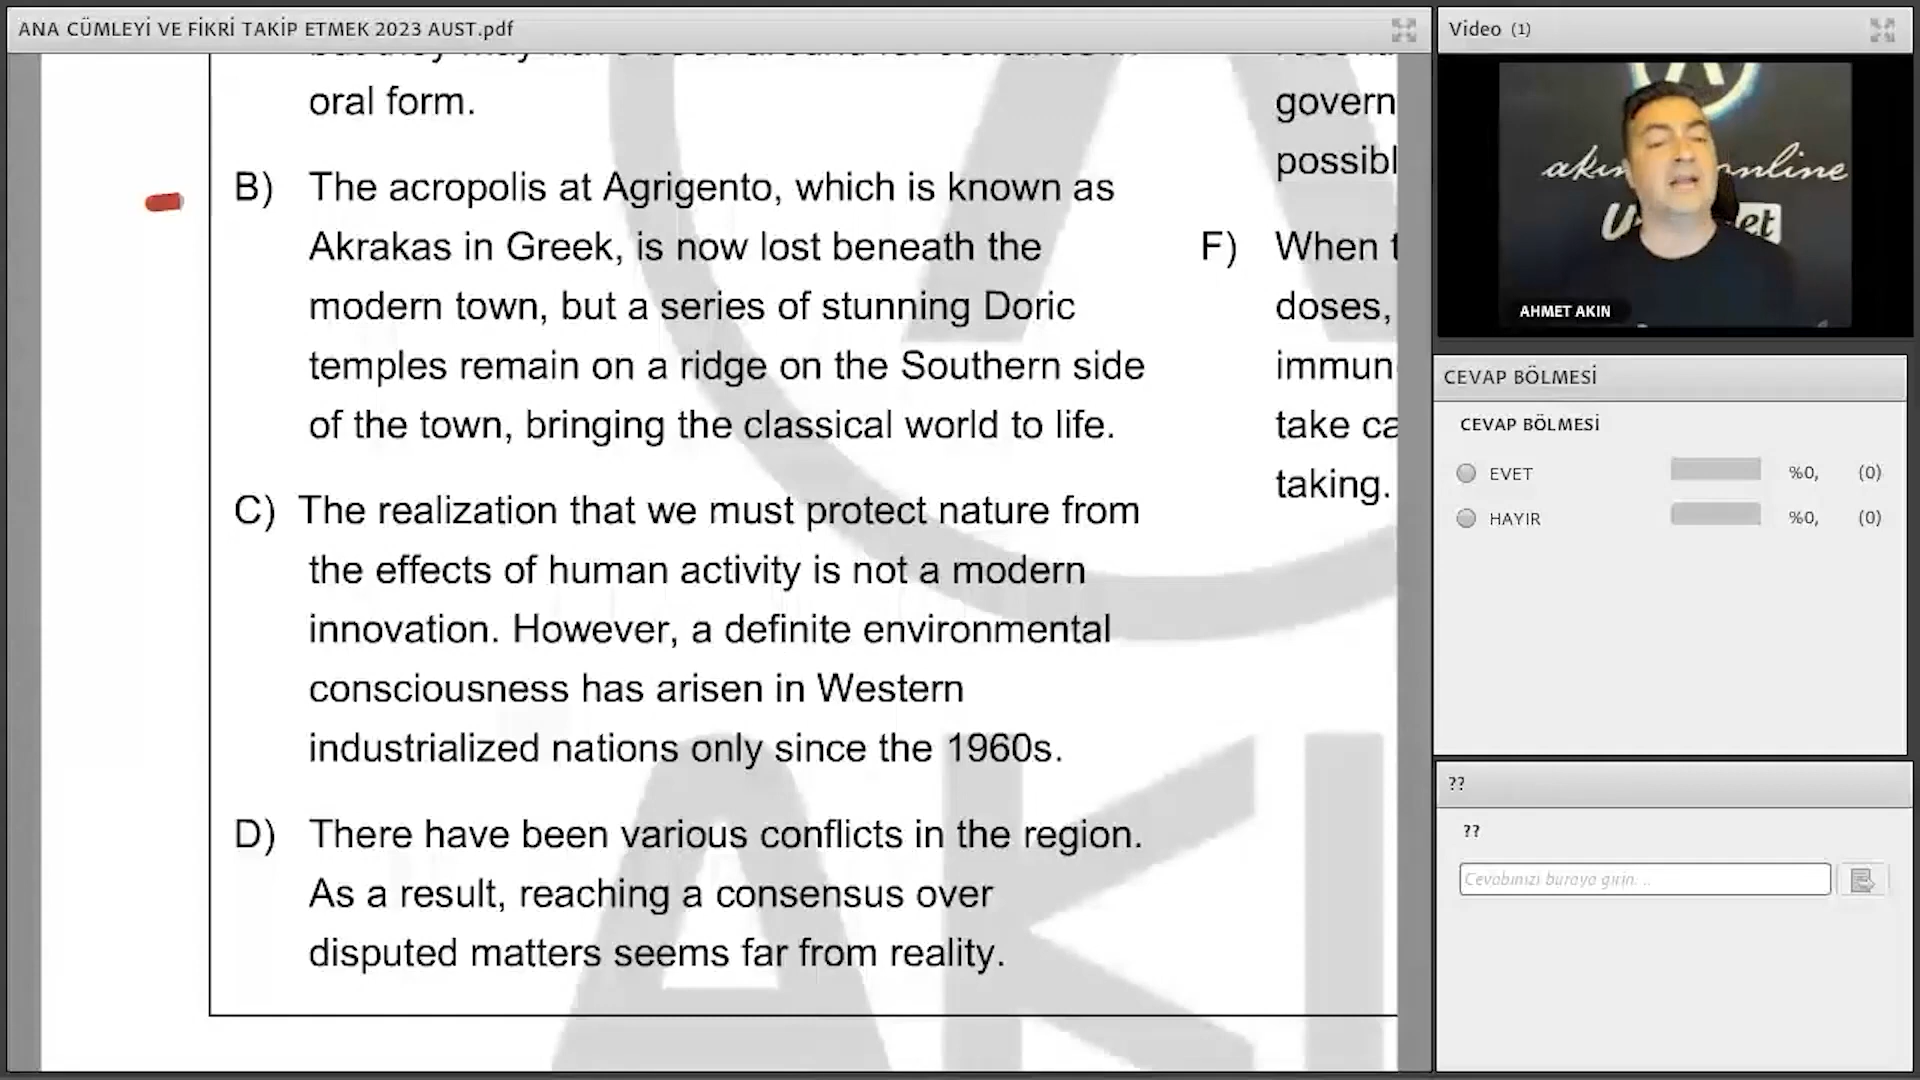 ANA CÜMLEYİ VE FİKRİ TAKİP ETMEK 2023 AUST.pdf
oral form.
B) The acropolis at Agrigento, which is known as
Akrakas in Greek, is now lost beneath the
modern town, but a series of stunning Doric
temples remain on a ridge on the Southern side
of the town, bringing the classical world to life.
C) The realization that we must protect nature from
the effects of human activity is not a modern
innovation. However, a definite environmental
consciousness has arisen in Western
industrialized nations only since the 1960s.
D) There have been various conflicts in the region.
As a result, reaching a consensus over
disputed matters seems far from reality.
govern
possibl
F) When t
doses,
immun
take ca
taking.
AKI
Video (1)
AHMET AKIN
CEVAP BÖLMESİ
CEVAP BÖLMESİ
EVET %0, (0)
HAYIR %0, (0)
??
??
Cevabınızı buraya girin. ..